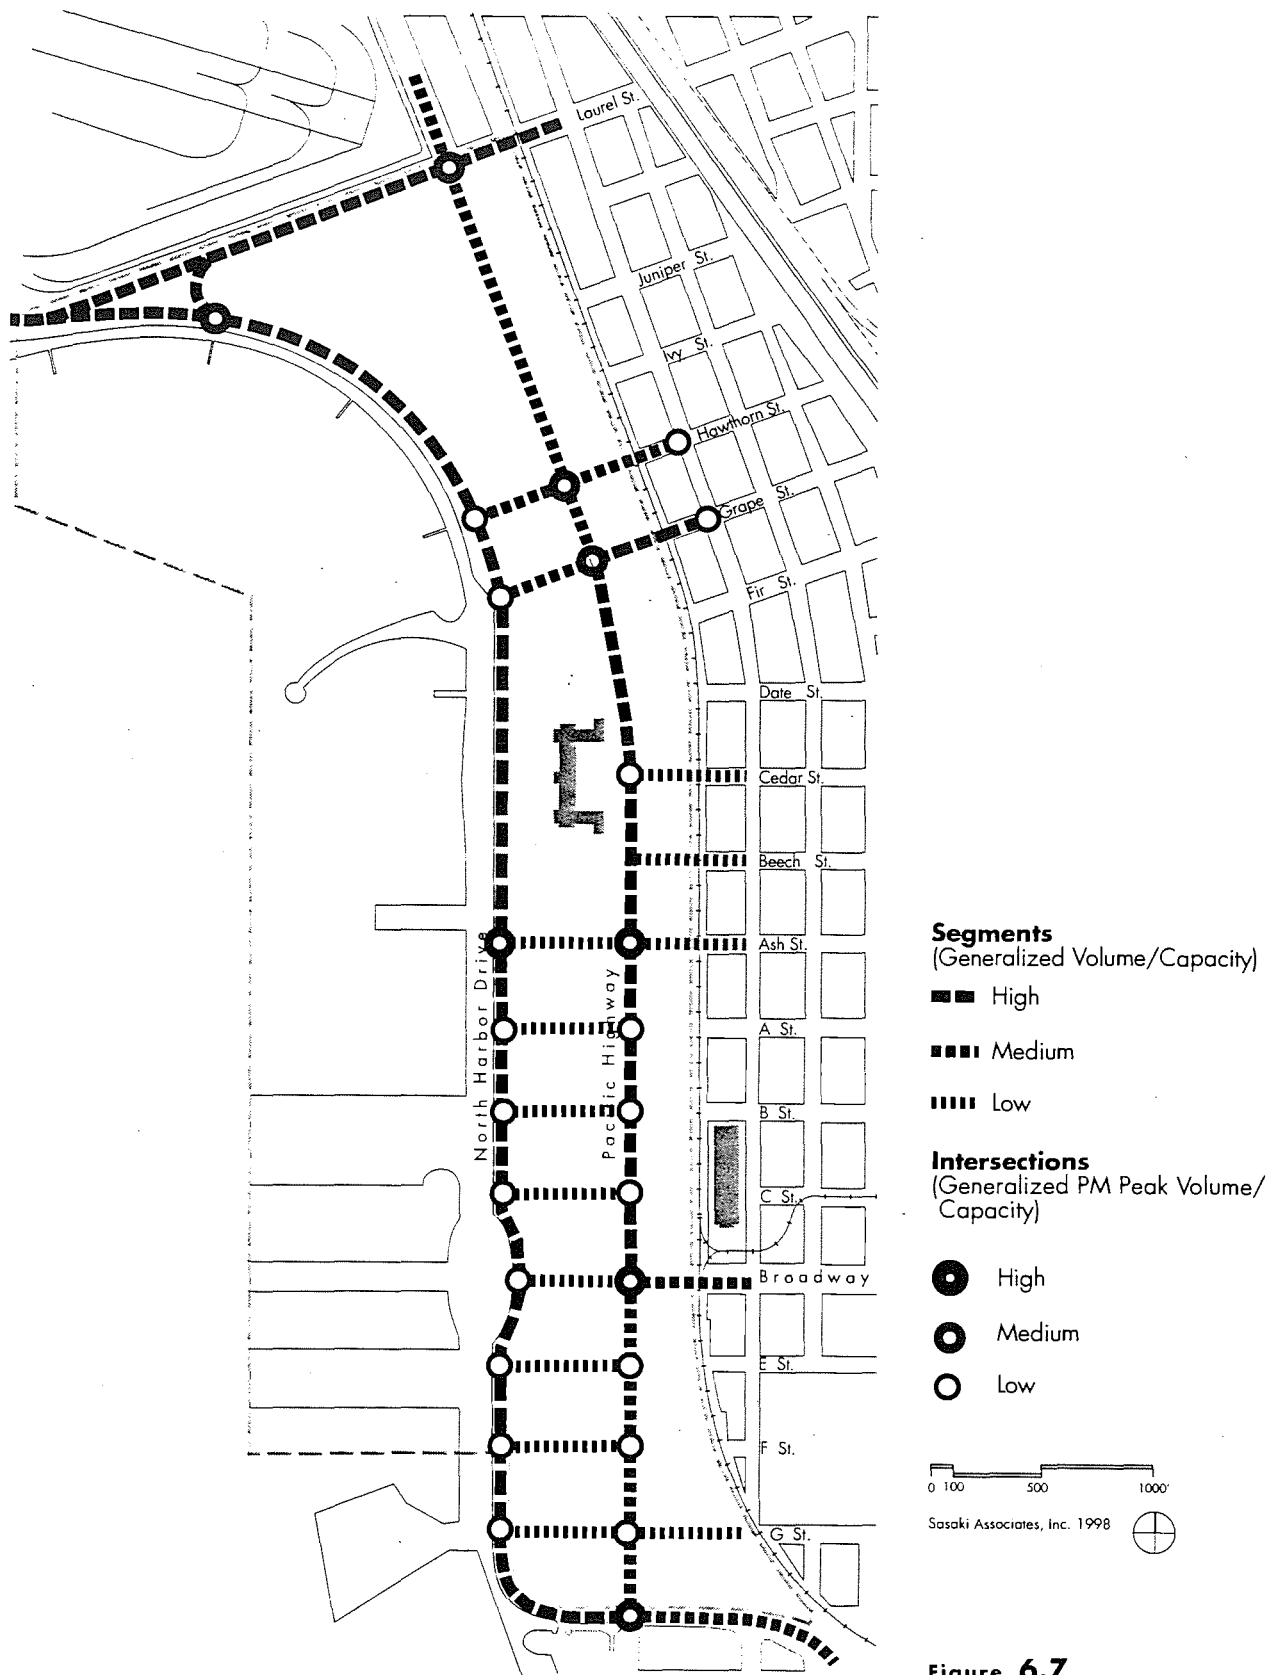 Laurel St.
Juniper St.
Ivy St.
Hawthorn St.
Grape St.
Fir St.
Date St.
Cedar St.
Beech St.
Ash St.
North Harbor Drive
Pacific Highway
A St.
B St.
C St.
Broadway
E St.
F St.
G St.
Segments
(Generalized Volume/Capacity)
High
Medium
Low
Intersections
(Generalized PM Peak Volume/
Capacity)
High
Medium
Low
0 100 500 1000'
Sasaki Associates, Inc. 1998
Figure 6.7